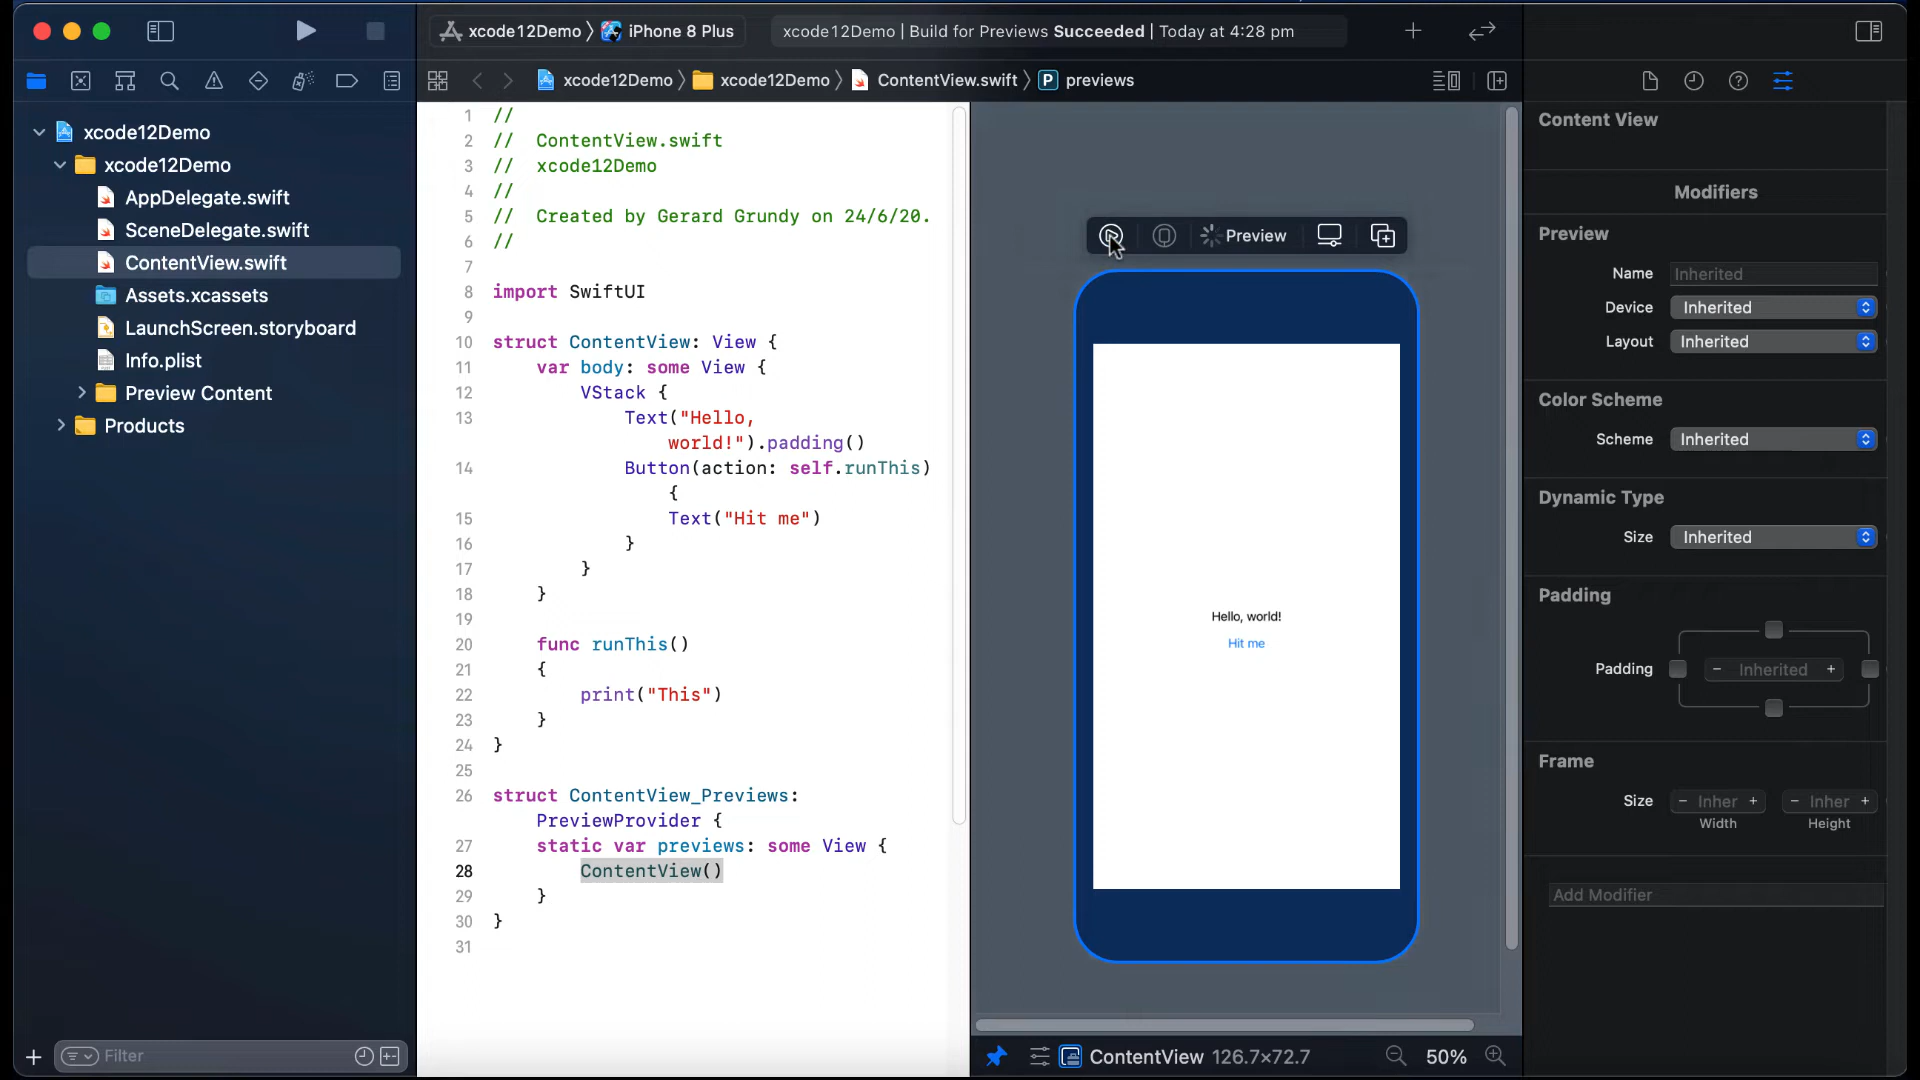 xcode12Demo 〉 iPhone 8 Plus
xcode12Demo | Build for Previews Succeeded | Today at 4:28 pm
xcode12Demo 〉 xcode12Demo 〉 ContentView.swift 〉 P previews
xcode12Demo
xcode12Demo
AppDelegate.swift
SceneDelegate.swift
ContentView.swift
Assets.xcassets
LaunchScreen.storyboard
Info.plist
Preview Content
Products
Filter
1 //
2 //  ContentView.swift
3 //  xcode12Demo
4 //
5 //  Created by Gerard Grundy on 24/6/20.
6 //
7
8 import SwiftUI
9
10 struct ContentView: View {
11     var body: some View {
12         VStack {
13             Text("Hello,
                world!").padding()
14             Button(action: self.runThis)
                {
15                 Text("Hit me")
16             }
17         }
18     }
19
20     func runThis()
21     {
22         print("This")
23     }
24 }
25
26 struct ContentView_Previews:
    PreviewProvider {
27     static var previews: some View {
28         ContentView()
29     }
30 }
31
Preview
Hello, world!
Hit me
ContentView 126.7×72.7
50%
Content View
Modifiers
Preview
Name Inherited
Device Inherited
Layout Inherited
Color Scheme
Scheme Inherited
Dynamic Type
Size Inherited
Padding
Padding − Inherited +
Frame
Size − Inher + − Inher +
Width Height
Add Modifier